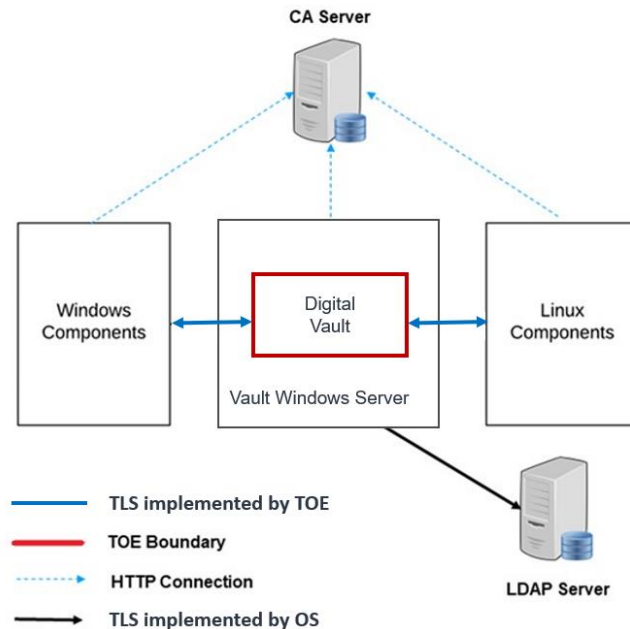 CA Server
Windows
Components
Digital
Vault
Vault Windows Server
Linux
Components
TLS implemented by TOE
TOE Boundary
HTTP Connection
TLS implemented by OS
LDAP Server